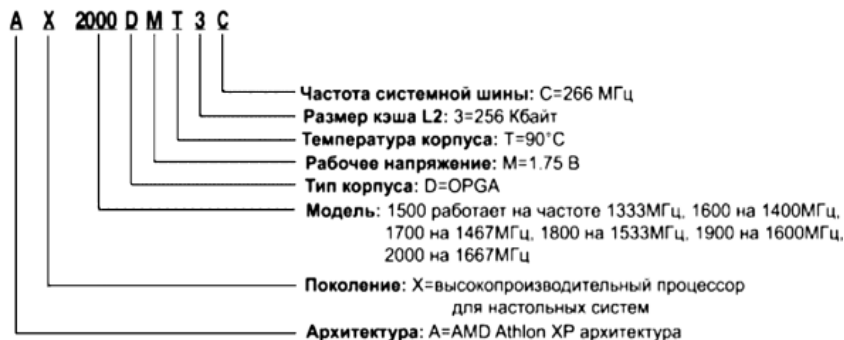 A X 2000 D M T 3 C
Частота системной шины: C=266 МГц
Размер кэша L2: 3=256 Кбайт
Температура корпуса: T=90°C
Рабочее напряжение: M=1.75 В
Тип корпуса: D=OPGA
Модель: 1500 работает на частоте 1333МГц, 1600 на 1400МГц,
1700 на 1467МГц, 1800 на 1533МГц, 1900 на 1600МГц,
2000 на 1667МГц
Поколение: X=высокопроизводительный процессор
для настольных систем
Архитектура: A=AMD Athlon XP архитектура